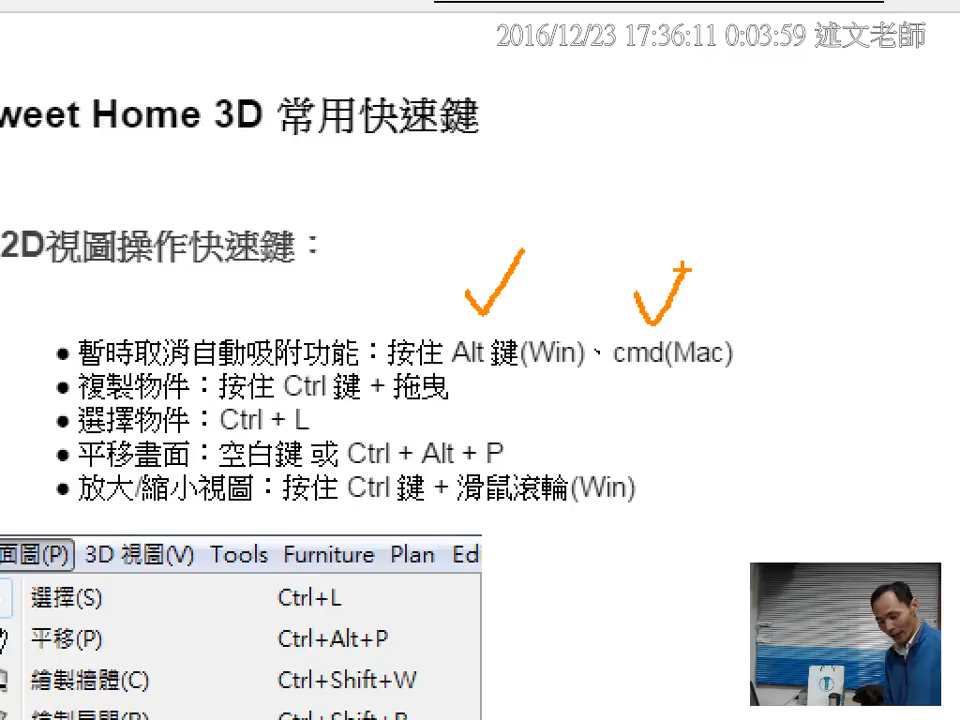 2016/12/23 17:36:11 0:03:59 述文老師
weet Home 3D 常用快速鍵
2D視圖操作快速鍵：
暫時取消自動吸附功能：按住 Alt 鍵(Win)、cmd(Mac)
複製物件：按住 Ctrl 鍵 + 拖曳
選擇物件：Ctrl + L
平移畫面：空白鍵 或 Ctrl + Alt + P
放大/縮小視圖：按住 Ctrl 鍵 + 滑鼠滾輪(Win)
面圖(P) 3D 視圖(V) Tools Furniture Plan Ed
選擇(S) Ctrl+L
平移(P) Ctrl+Alt+P
繪製牆體(C) Ctrl+Shift+W